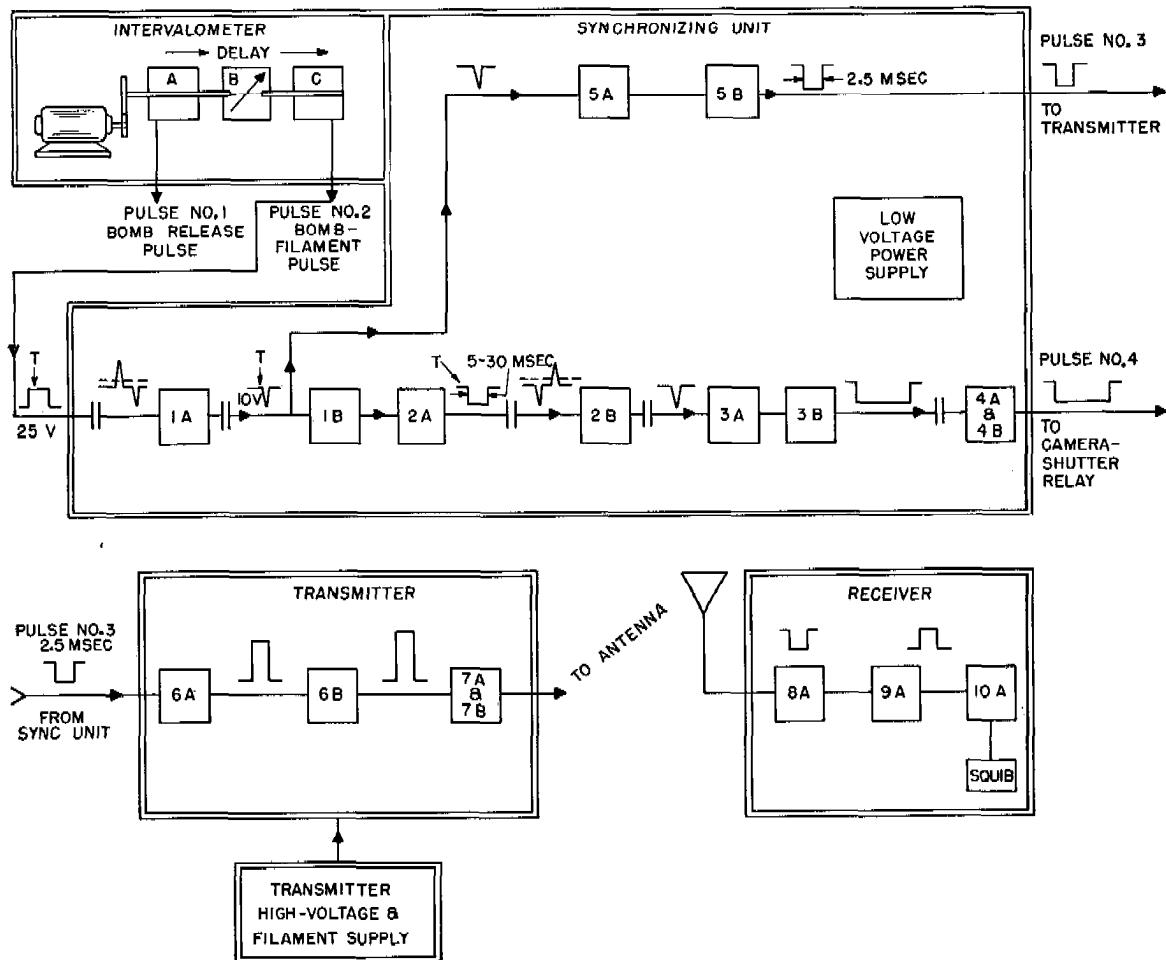 INTERVALOMETER
DELAY
A
B
C
PULSE NO.1
BOMB RELEASE
PULSE
PULSE NO.2
BOMB-
FILAMENT
PULSE
SYNCHRONIZING UNIT
5A
5B
2.5 MSEC
PULSE NO.3
TO
TRANSMITTER
LOW
VOLTAGE
POWER
SUPPLY
T
25 V
1A
T
10V
1B
2A
T
5-30 MSEC
2B
3A
3B
4A
&
4B
PULSE NO.4
TO
CAMERA-
SHUTTER
RELAY
TRANSMITTER
PULSE NO.3
2.5 MSEC
FROM
SYNC UNIT
6A
6B
7A
&
7B
TO ANTENNA
TRANSMITTER
HIGH-VOLTAGE &
FILAMENT SUPPLY
RECEIVER
8A
9A
10A
SQUIB